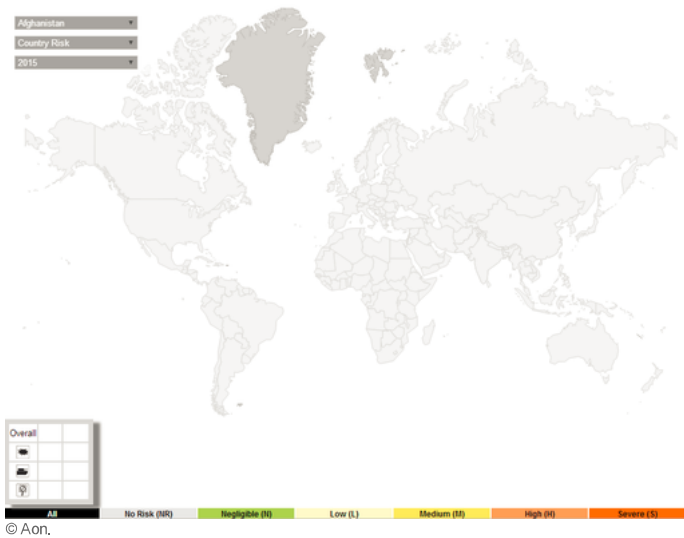 Afghanistan
Country Risk
2015
Overall
All No Risk (NR) Negligible (N) Low (L) Medium (M) High (H) Severe (S)
© Aon.